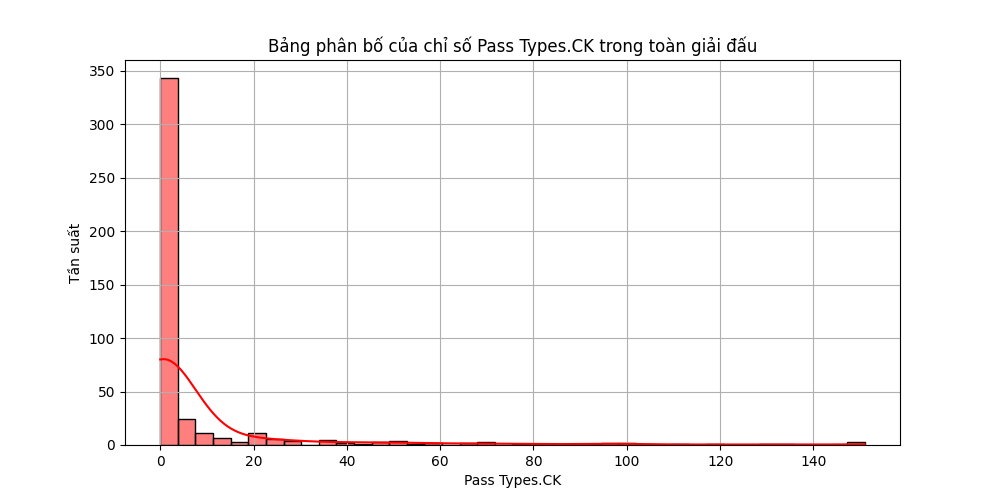 Bảng phân bố của chỉ số Pass Types.CK trong toàn giải đấu
350
300
250
200
150
100
50
0
Tần suất
0 20 40 60 80 100 120 140
Pass Types.CK